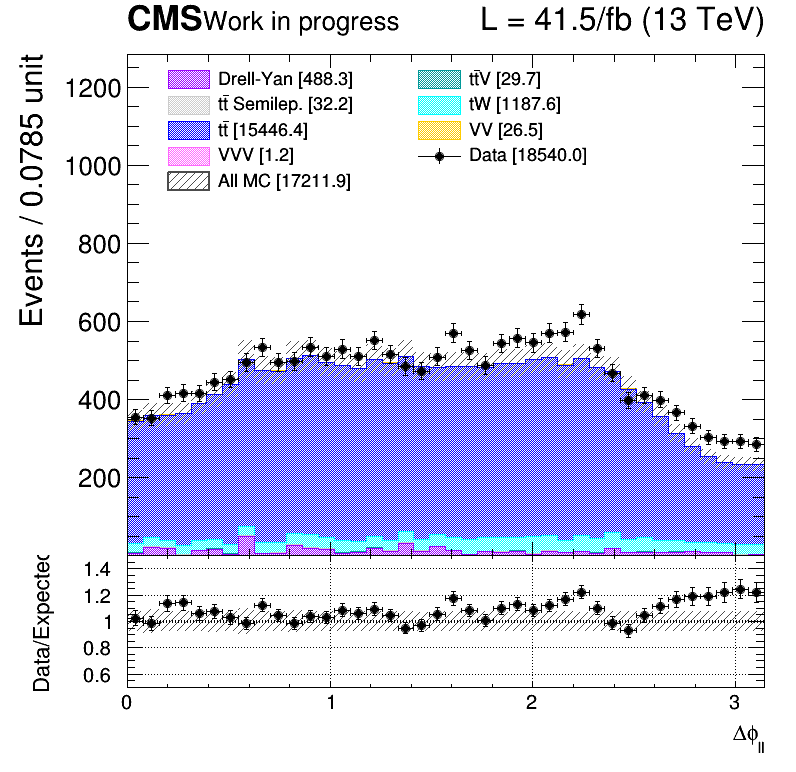 CMS Work in progress L = 41.5/fb (13 TeV)
Events / 0.0785 unit
1200
1000
800
600
400
200
Drell-Yan [488.3]
tt̄ Semilep. [32.2]
tt̄ [15446.4]
VVV [1.2]
All MC [17211.9]
tt̄V [29.7]
tW [1187.6]
VV [26.5]
Data [18540.0]
Data/Expected
1.4
1.2
1
0.8
0.6
0 1 2 3
Δϕ_ll